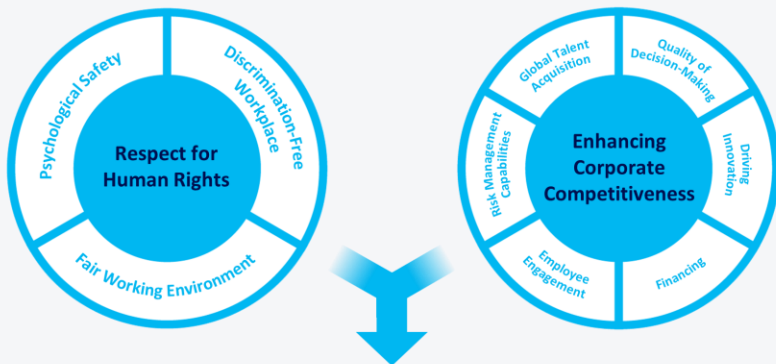 Psychological Safety
Discrimination-Free
Workplace
Respect for
Human Rights
Fair Working Environment
Global Talent
Acquisition
Quality of
Decision-Making
Risk Management
Capabilities
Enhancing
Corporate
Competitiveness
Driving
Innovation
Employee
Engagement
Financing